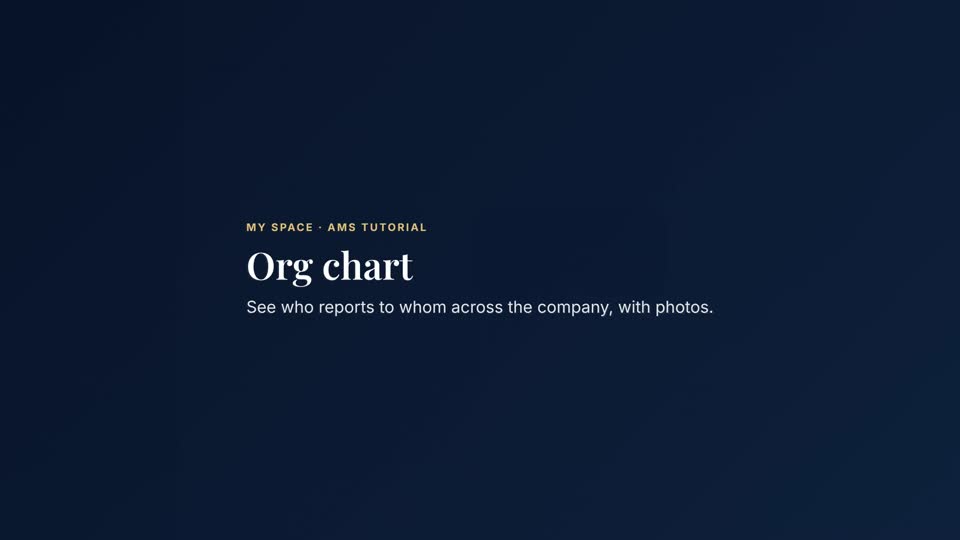 MY SPACE · AMS TUTORIAL
Org chart
See who reports to whom across the company, with photos.